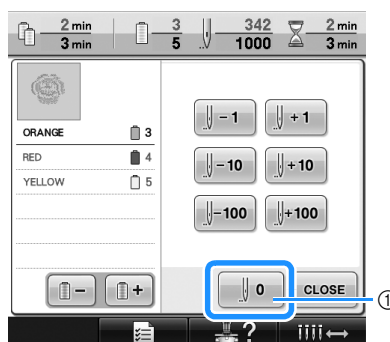 2 min 3 342 2 min
3 min 5 1000 3 min
ORANGE 3
RED 4
YELLOW 5
− 1 + 1
− 10 + 10
−100 +100
− + 0 CLOSE ①
?